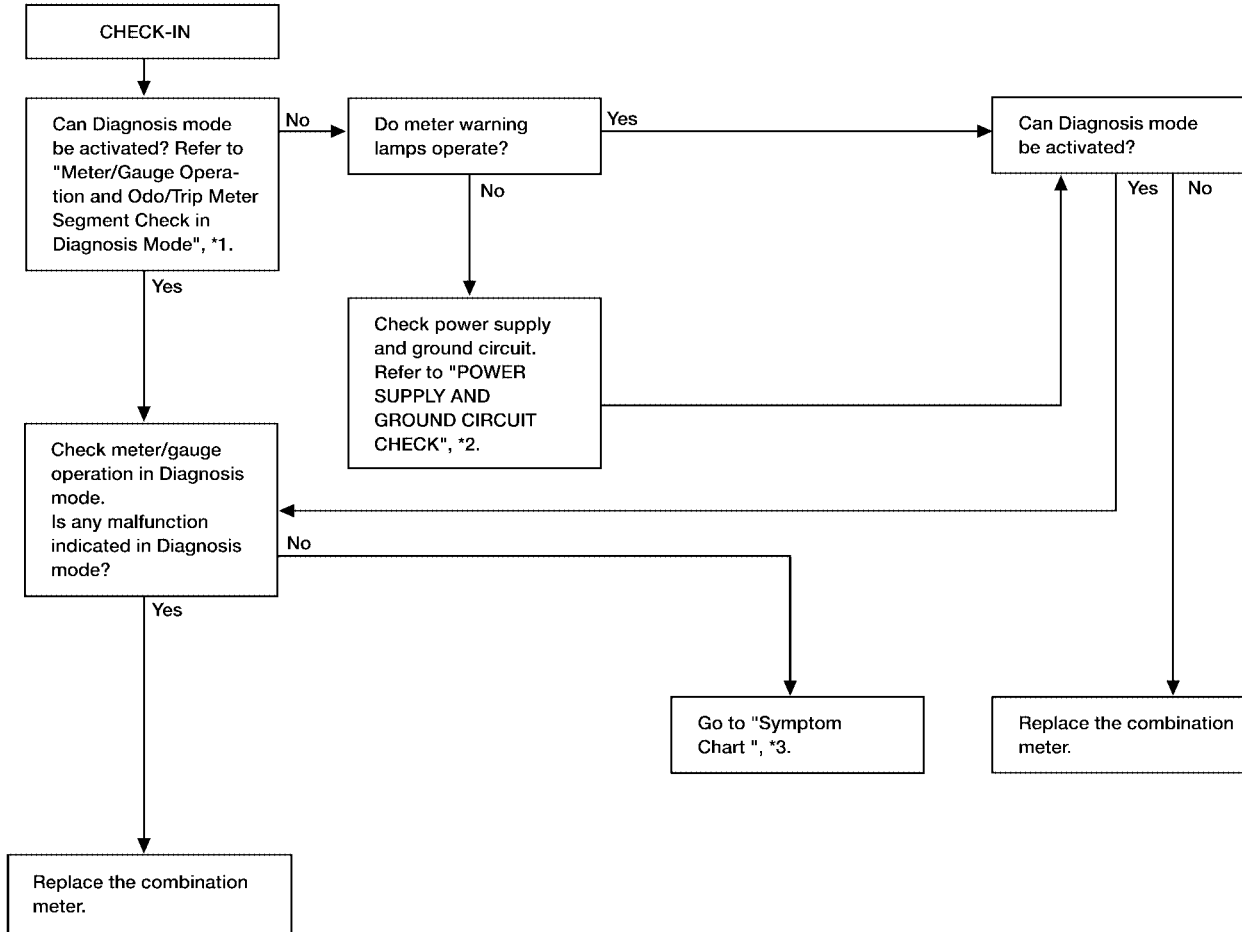 CHECK-IN
Can Diagnosis mode
be activated? Refer to
"Meter/Gauge Opera-
tion and Odo/Trip Meter
Segment Check in
Diagnosis Mode", *1.
No
Yes
Do meter warning
lamps operate?
Yes
No
Can Diagnosis mode
be activated?
Yes
No
Check power supply
and ground circuit.
Refer to "POWER
SUPPLY AND
GROUND CIRCUIT
CHECK", *2.
Check meter/gauge
operation in Diagnosis
mode.
Is any malfunction
indicated in Diagnosis
mode?
No
Yes
Go to "Symptom
Chart ", *3.
Replace the combination
meter.
Replace the combination
meter.